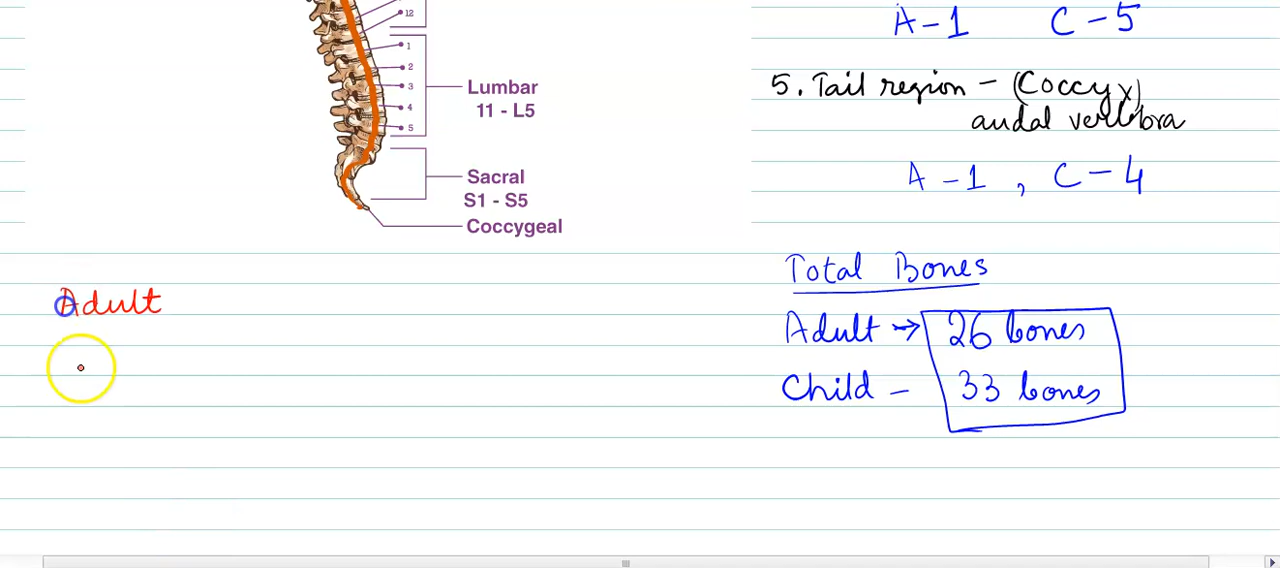 12
1
2
3
4
5
Lumbar
11 - L5
Sacral
S1 - S5
Coccygeal
Adult
A - 1 C - 5
5. Tail region - (Coccyx)
audal vertebra
A - 1 , C - 4
Total Bones
Adult → 26 bones
Child - 33 bones